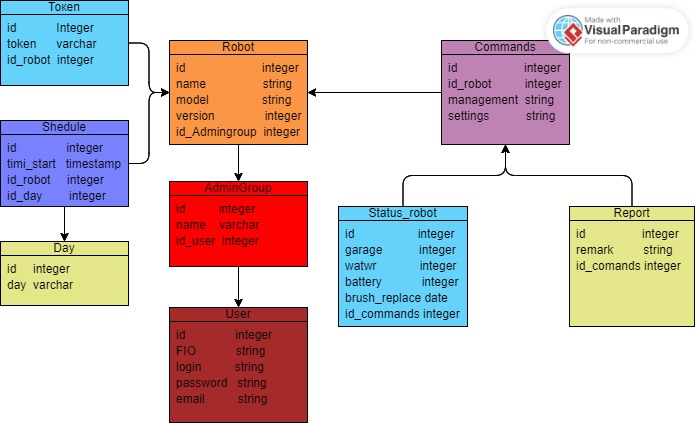 Token
id Integer
token varchar
id_robot integer
Made with
VisualParadigm
For non-commercial use
Robot
id integer
name string
model string
version integer
id_Admingroup integer
Commands
id integer
id_robot integer
management string
settings string
Shedule
id integer
timi_start timestamp
id_robot integer
id_day integer
AdminGroup
id integer
name varchar
id_user integer
Status_robot
id integer
garage integer
watwr integer
battery integer
brush_replace date
id_commands integer
Report
id integer
remark string
id_comands integer
Day
id integer
day varchar
User
id integer
FIO string
login string
password string
email string